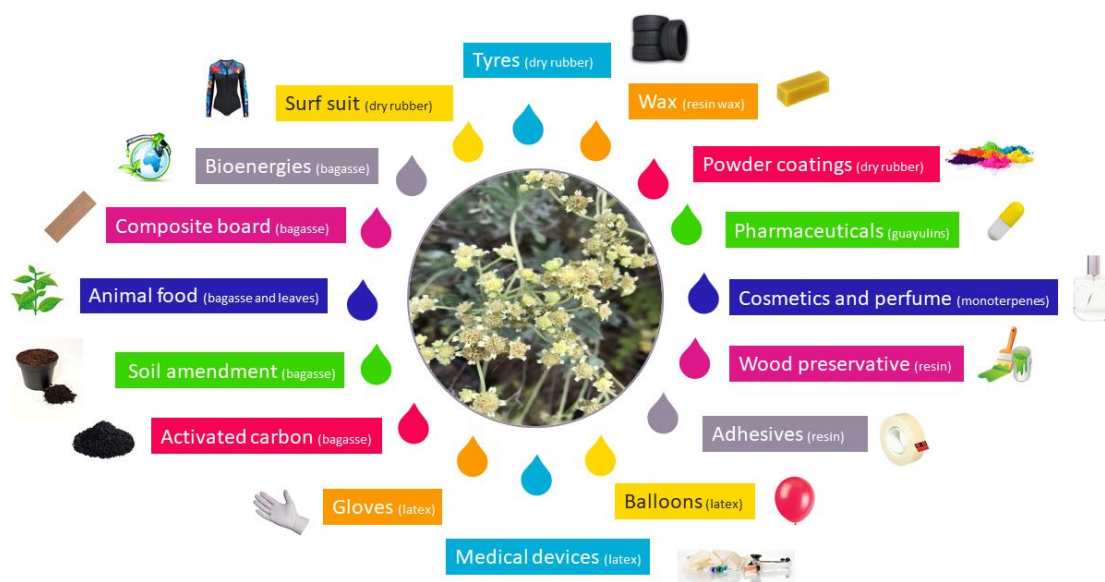 Tyres (dry rubber)
Surf suit (dry rubber)
Wax (resin wax)
Bioenergies (bagasse)
Powder coatings (dry rubber)
Composite board (bagasse)
Pharmaceuticals (guayulins)
Animal food (bagasse and leaves)
Cosmetics and perfume (monoterpenes)
Soil amendment (bagasse)
Wood preservative (resin)
Activated carbon (bagasse)
Adhesives (resin)
Gloves (latex)
Balloons (latex)
Medical devices (latex)